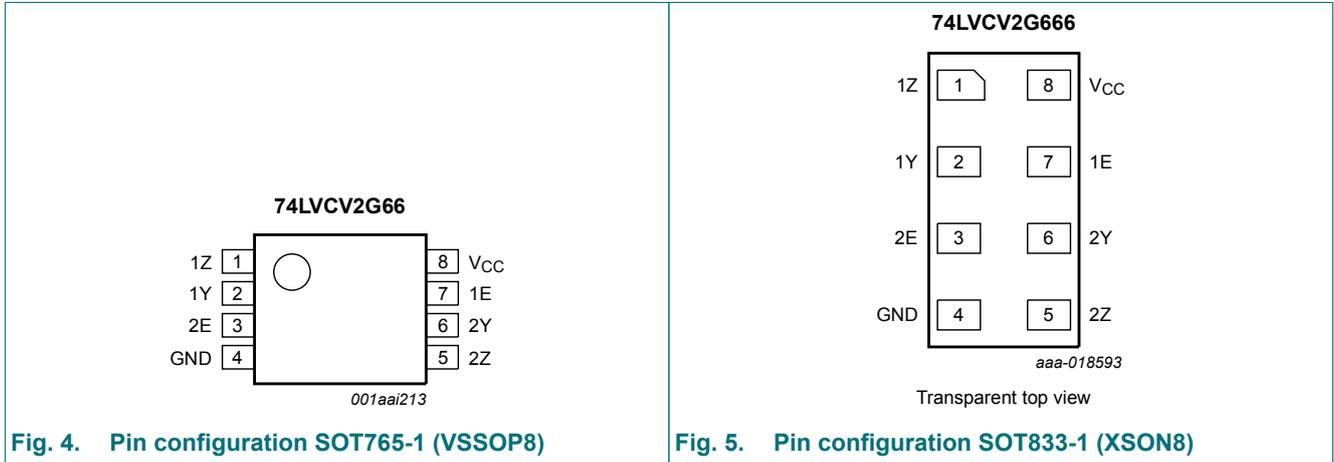 74LVCV2G66
1Z 1 8 VCC
1Y 2 7 1E
2E 3 6 2Y
GND 4 5 2Z
001aai213
Fig. 4. Pin configuration SOT765-1 (VSSOP8)
74LVCV2G666
1Z 1 8 VCC
1Y 2 7 1E
2E 3 6 2Y
GND 4 5 2Z
aaa-018593
Transparent top view
Fig. 5. Pin configuration SOT833-1 (XSON8)